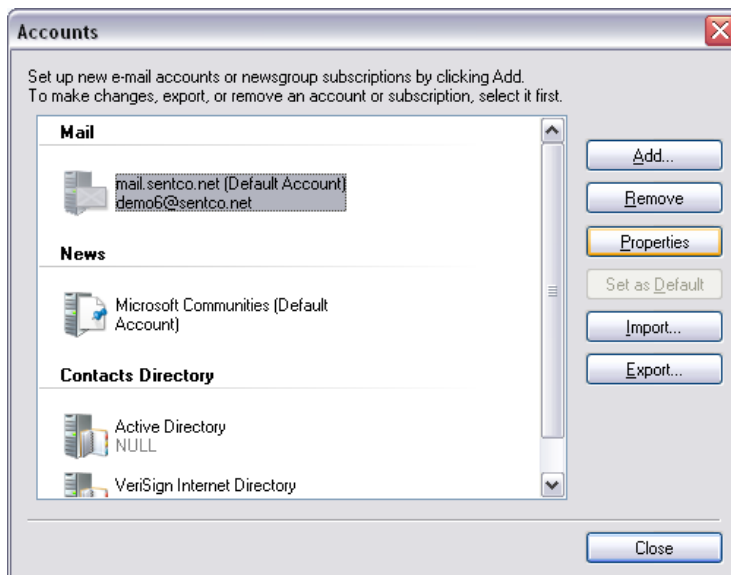 Accounts
Set up new e-mail accounts or newsgroup subscriptions by clicking Add.
To make changes, export, or remove an account or subscription, select it first.
Mail
mail.sentco.net (Default Account)
demo6@sentco.net
News
Microsoft Communities (Default
Account)
Contacts Directory
Active Directory
NULL
VeriSign Internet Directory
Add...
Remove
Properties
Set as Default
Import...
Export...
Close